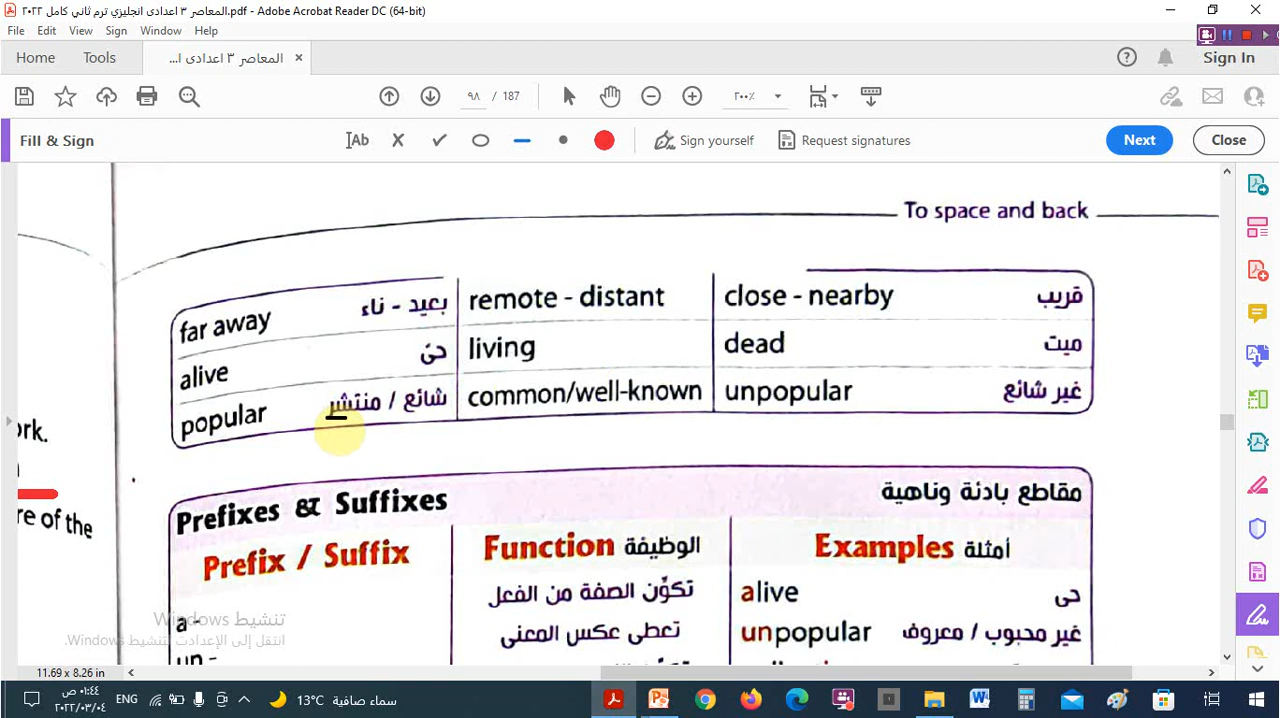 المعاصر ٣ اعدادى انجليزي ترم ثاني كامل ٢٠٢٢.pdf - Adobe Acrobat Reader DC (64-bit)
File Edit View Sign Window Help
Home Tools المعاصر ٣ اعدادى ا... × Sign In
٩٨ / 187 ٢٠٠٪
Fill & Sign Ab Sign yourself Request signatures Next Close
To space and back
far away بعيد - ناء remote - distant close - nearby قريب
alive حىّ living dead ميت
popular شائع / منتشر common/well-known unpopular غير شائع
ork.
re of the
Prefixes & Suffixes مقاطع بادئة وناهية
Prefix / Suffix Function الوظيفة Examples أمثلة
a- تكوِّن الصفة من الفعل alive حى
un - تعطى عكس المعنى unpopular غير محبوب / معروف
تنشيط Windows
انتقل إلى الإعدادات لتنشيط Windows.
11.69 x 8.26 in
ENG 13°C سماء صافية
٠١:٤٤ ص
٢٠٢٢/٠٣/٠٤